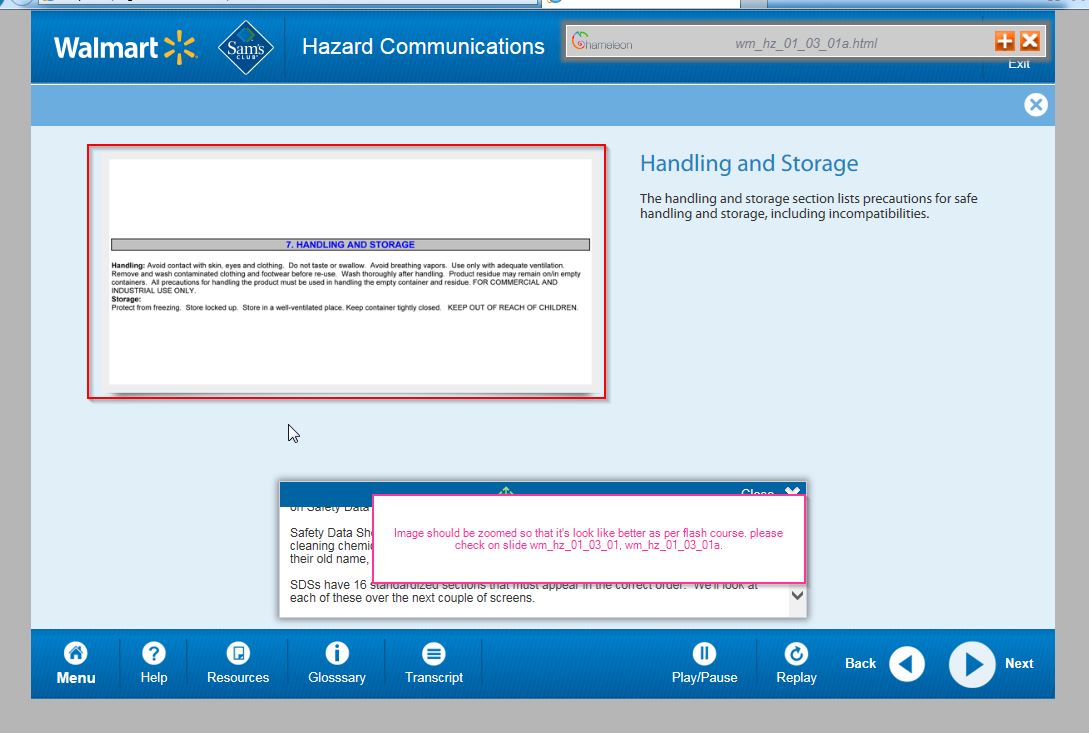 Walmart
Sam's
CLUB
Hazard Communications
Chameleon
wm_hz_01_03_01a.html
Exit
Handling and Storage
The handling and storage section lists precautions for safe
handling and storage, including incompatibilities.
7. HANDLING AND STORAGE
Handling: Avoid contact with skin, eyes and clothing. Do not taste or swallow. Avoid breathing vapors. Use only with adequate ventilation.
Remove and wash contaminated clothing and footwear before re-use. Wash thoroughly after handling. Product residue may remain on/in empty
containers. All precautions for handling the product must be used in handling the empty container and residue. FOR COMMERCIAL AND
INDUSTRIAL USE ONLY.
Storage:
Protect from freezing. Store locked up. Store in a well-ventilated place. Keep container tightly closed. KEEP OUT OF REACH OF CHILDREN.
Close
on Safety Data
Image should be zoomed so that it's look like better as per flash course. please
check on slide wm_hz_01_03_01, wm_hz_01_03_01a.
Safety Data She
cleaning chemic
their old name,
SDSs have 16 standardized sections that must appear in the correct order. We'll look at
each of these over the next couple of screens.
Menu
Help
Resources
Glosssary
Transcript
Play/Pause
Replay
Back
Next